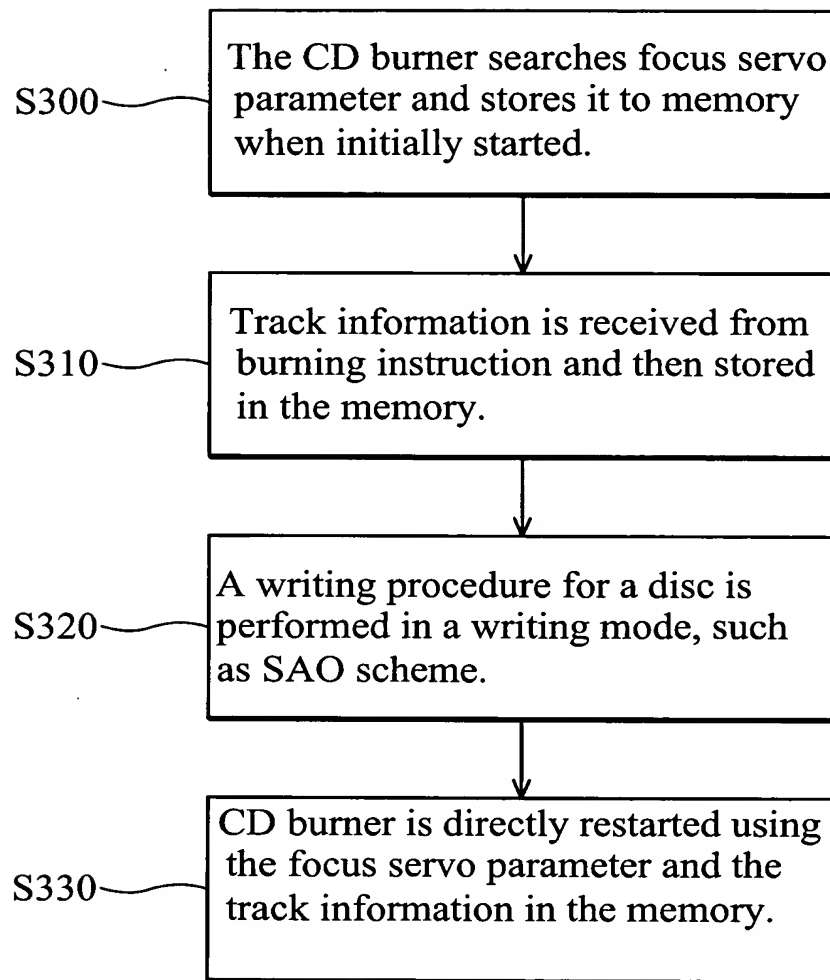 S300
The CD burner searches focus servo
parameter and stores it to memory
when initially started.
S310
Track information is received from
burning instruction and then stored
in the memory.
S320
A writing procedure for a disc is
performed in a writing mode, such
as SAO scheme.
S330
CD burner is directly restarted using
the focus servo parameter and the
track information in the memory.